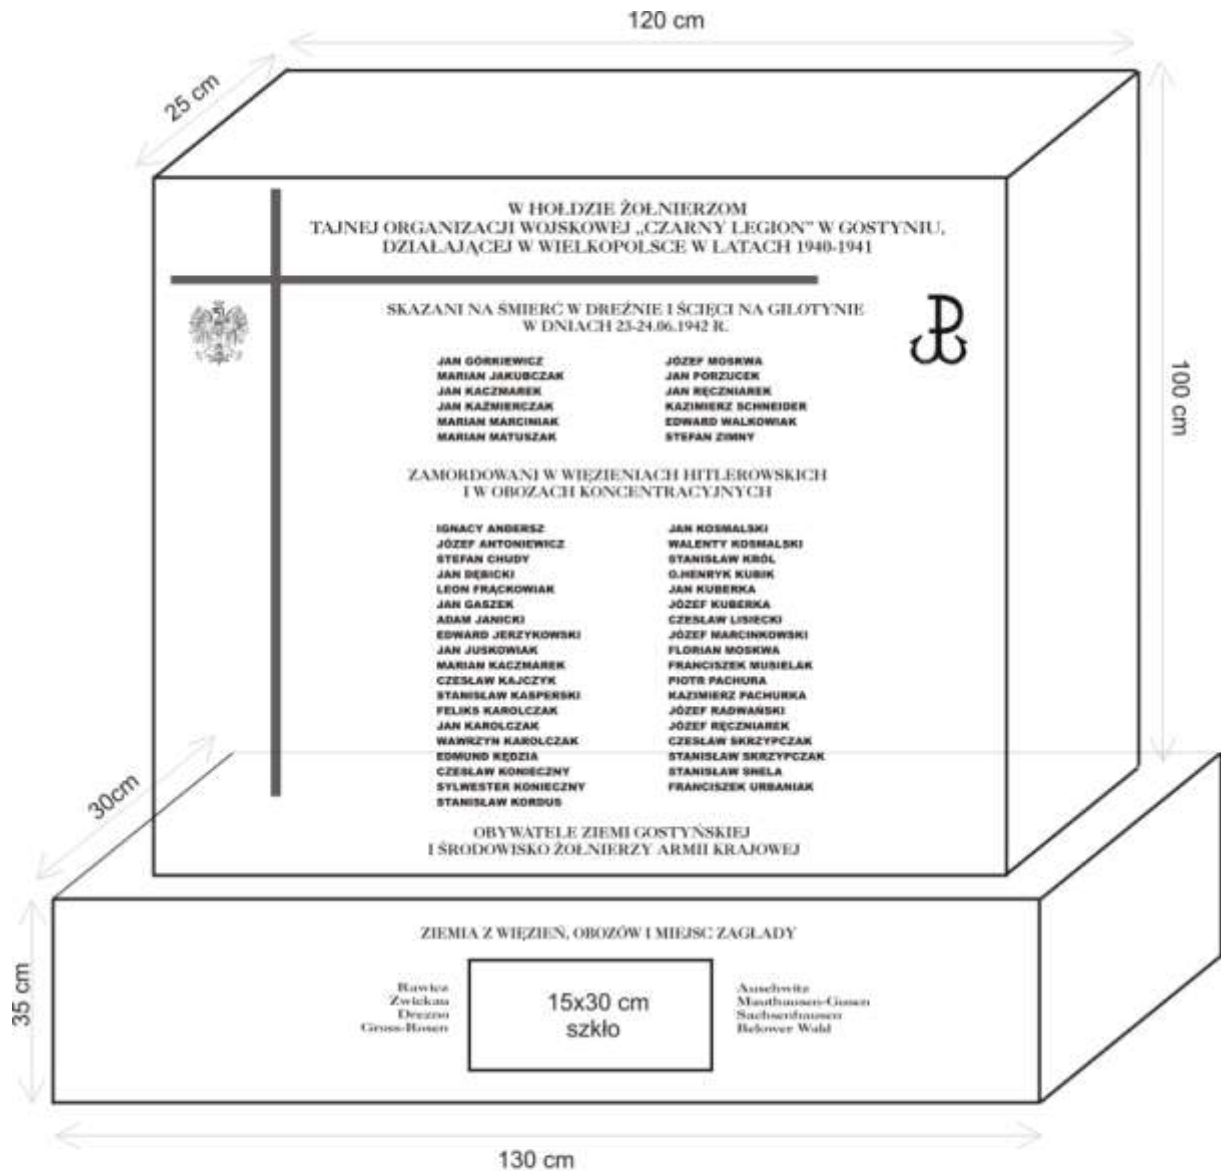 120 cm
25 cm
W HOŁDZIE ŻOŁNIERZOM
TAJNEJ ORGANIZACJI WOJSKOWEJ „CZARNY LEGION” W GOSTYNIU,
DZIAŁAJĄCEJ W WIELKOPOLSCE W LATACH 1940-1941
SKAZANI NA ŚMIERĆ W DREŹNIE I ŚCIĘCI NA GILOTYNIE
W DNIACH 23-24.06.1942 R.
JAN GÓRKIEWICZ
MARIAN JAKUBCZAK
JAN KACZMAREK
JAN KAŹMIERCZAK
MARIAN MARCINIAK
MARIAN MATUSZAK
JÓZEF MOSKWA
JAN PORZUCEK
JAN RĘCZNIAREK
KAZIMIERZ SCHNEIDER
EDWARD WALKOWIAK
STEFAN ZIMNY
100 cm
ZAMORDOWANI W WIĘZIENIACH HITLEROWSKICH
I W OBOZACH KONCENTRACYJNYCH
IGNACY ANDERSZ
JÓZEF ANTONIEWICZ
STEFAN CHUDY
JAN DĘBICKI
LEON FRĄCKOWIAK
JAN GASZEK
ADAM JANICKI
EDWARD JERZYKOWSKI
JAN JUSKOWIAK
MARIAN KACZMAREK
CZESŁAW KAJCZYK
STANISŁAW KASPERSKI
FELIKS KAROLCZAK
JAN KAROLCZAK
WAWRZYN KAROLCZAK
EDMUND KĘDZIA
CZESŁAW KONIECZNY
SYLWESTER KONIECZNY
STANISŁAW KORDUS
JAN KOSMALSKI
WALENTY KOSMALSKI
STANISŁAW KRÓL
O.HENRYK KUBIK
JAN KUBERKA
JÓZEF KUBERKA
CZESŁAW LISIECKI
JÓZEF MARCINKOWSKI
FLORIAN MOSKWA
FRANCISZEK MUSIELAK
PIOTR PACHURA
KAZIMIERZ PACHURKA
JÓZEF RADWAŃSKI
JÓZEF RĘCZNIAREK
CZESŁAW SKRZYPCZAK
STANISŁAW SKRZYPCZAK
STANISŁAW SNELA
FRANCISZEK URBANIAK
30cm
OBYWATELE ZIEMI GOSTYŃSKIEJ
I ŚRODOWISKO ŻOŁNIERZY ARMII KRAJOWEJ
ZIEMIA Z WIĘZIEŃ, OBOZÓW I MIEJSC ZAGŁADY
35 cm
Rawicz
Zwickau
Drezno
Gross-Rosen
15x30 cm
szkło
Auschwitz
Mauthausen-Gusen
Sachsenhausen
Belower Wald
130 cm